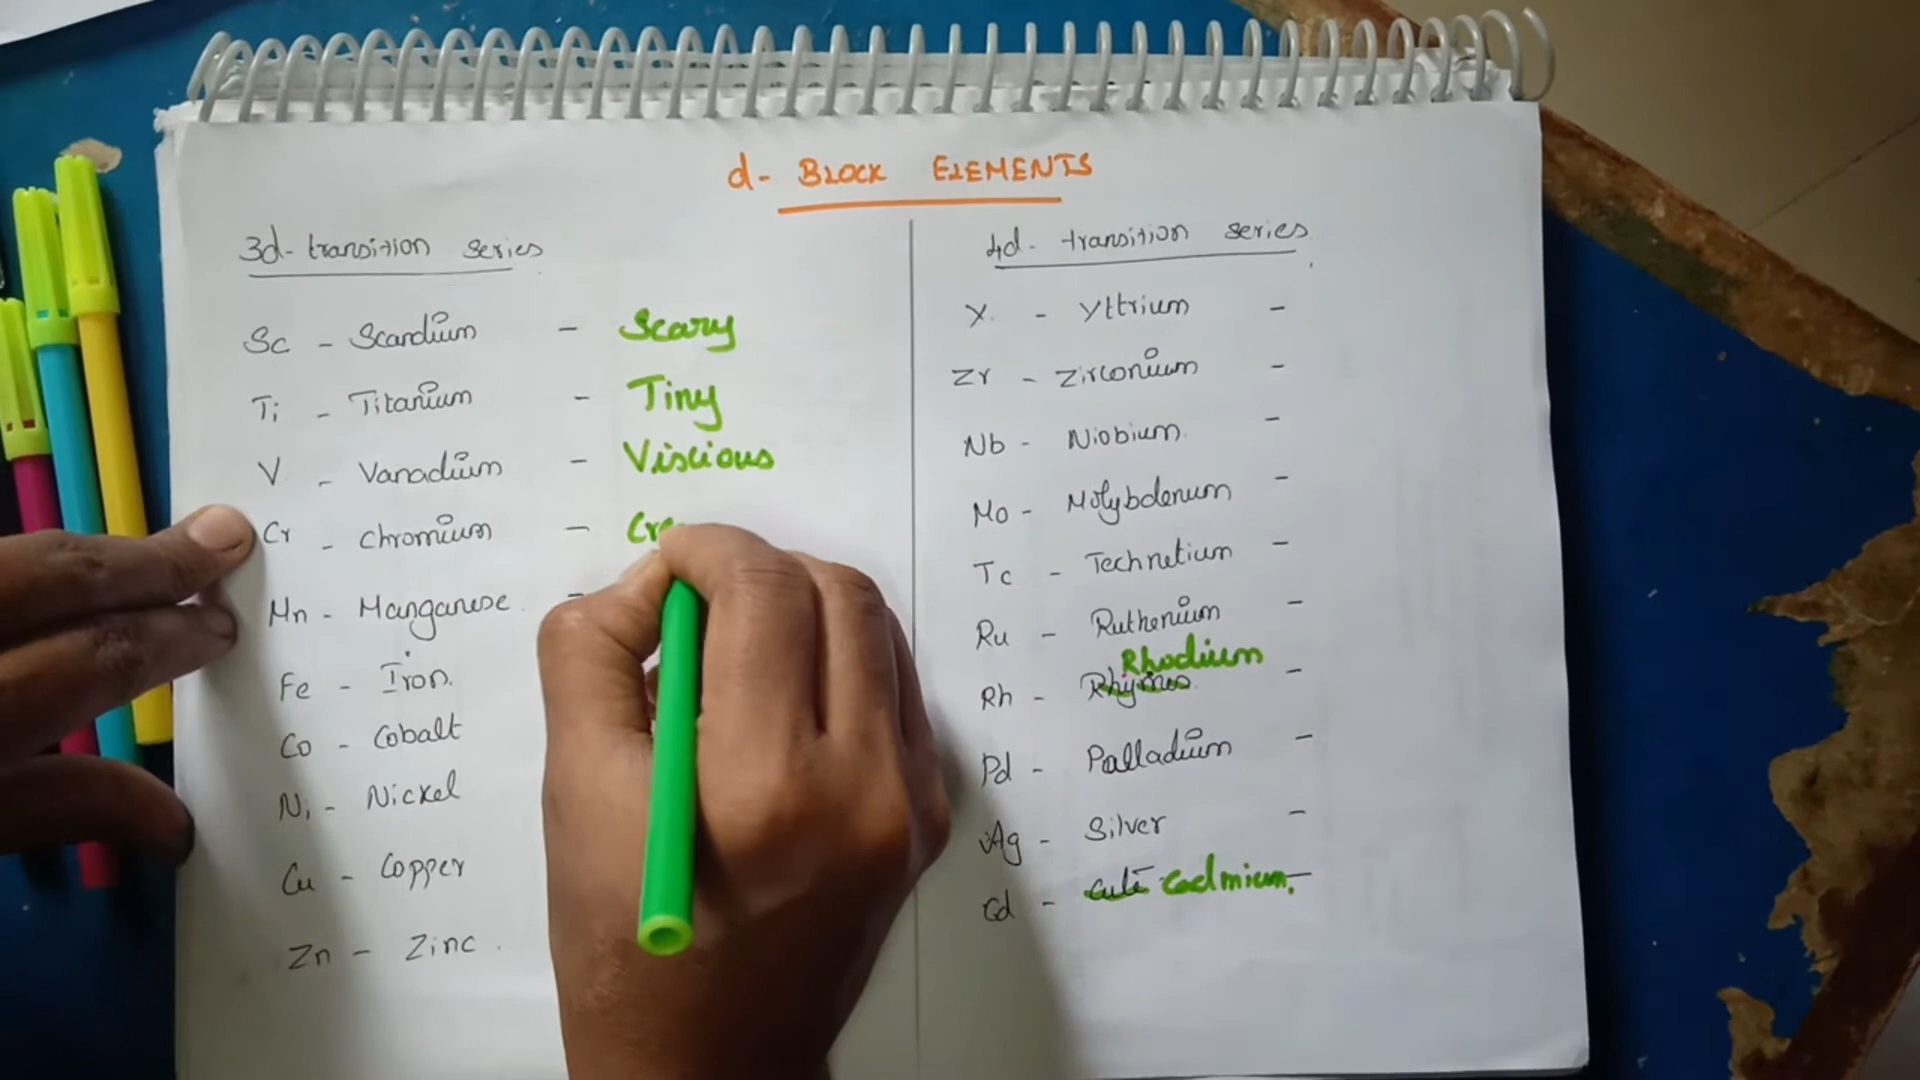 d- BLOCK ELEMENTS
3d- transition series
Sc - Scandium - Scary
Ti - Titanium - Tiny
V - Vanadium - Viscious
Cr - Chromium - Cre
Mn - Manganese -
Fe - Iron.
Co - Cobalt
Ni - Nickel
Cu - Copper
Zn - Zinc.
4d- transition series
Y - Yttrium -
Zr - Zirconium -
Nb - Niobium. -
Mo - Molybdenum -
Tc - Technetium -
Ru - Ruthenium -
Rhodium
Rh - Rhymes -
Pd - Palladium -
Ag - Silver -
Cd - cute Cadmium. -